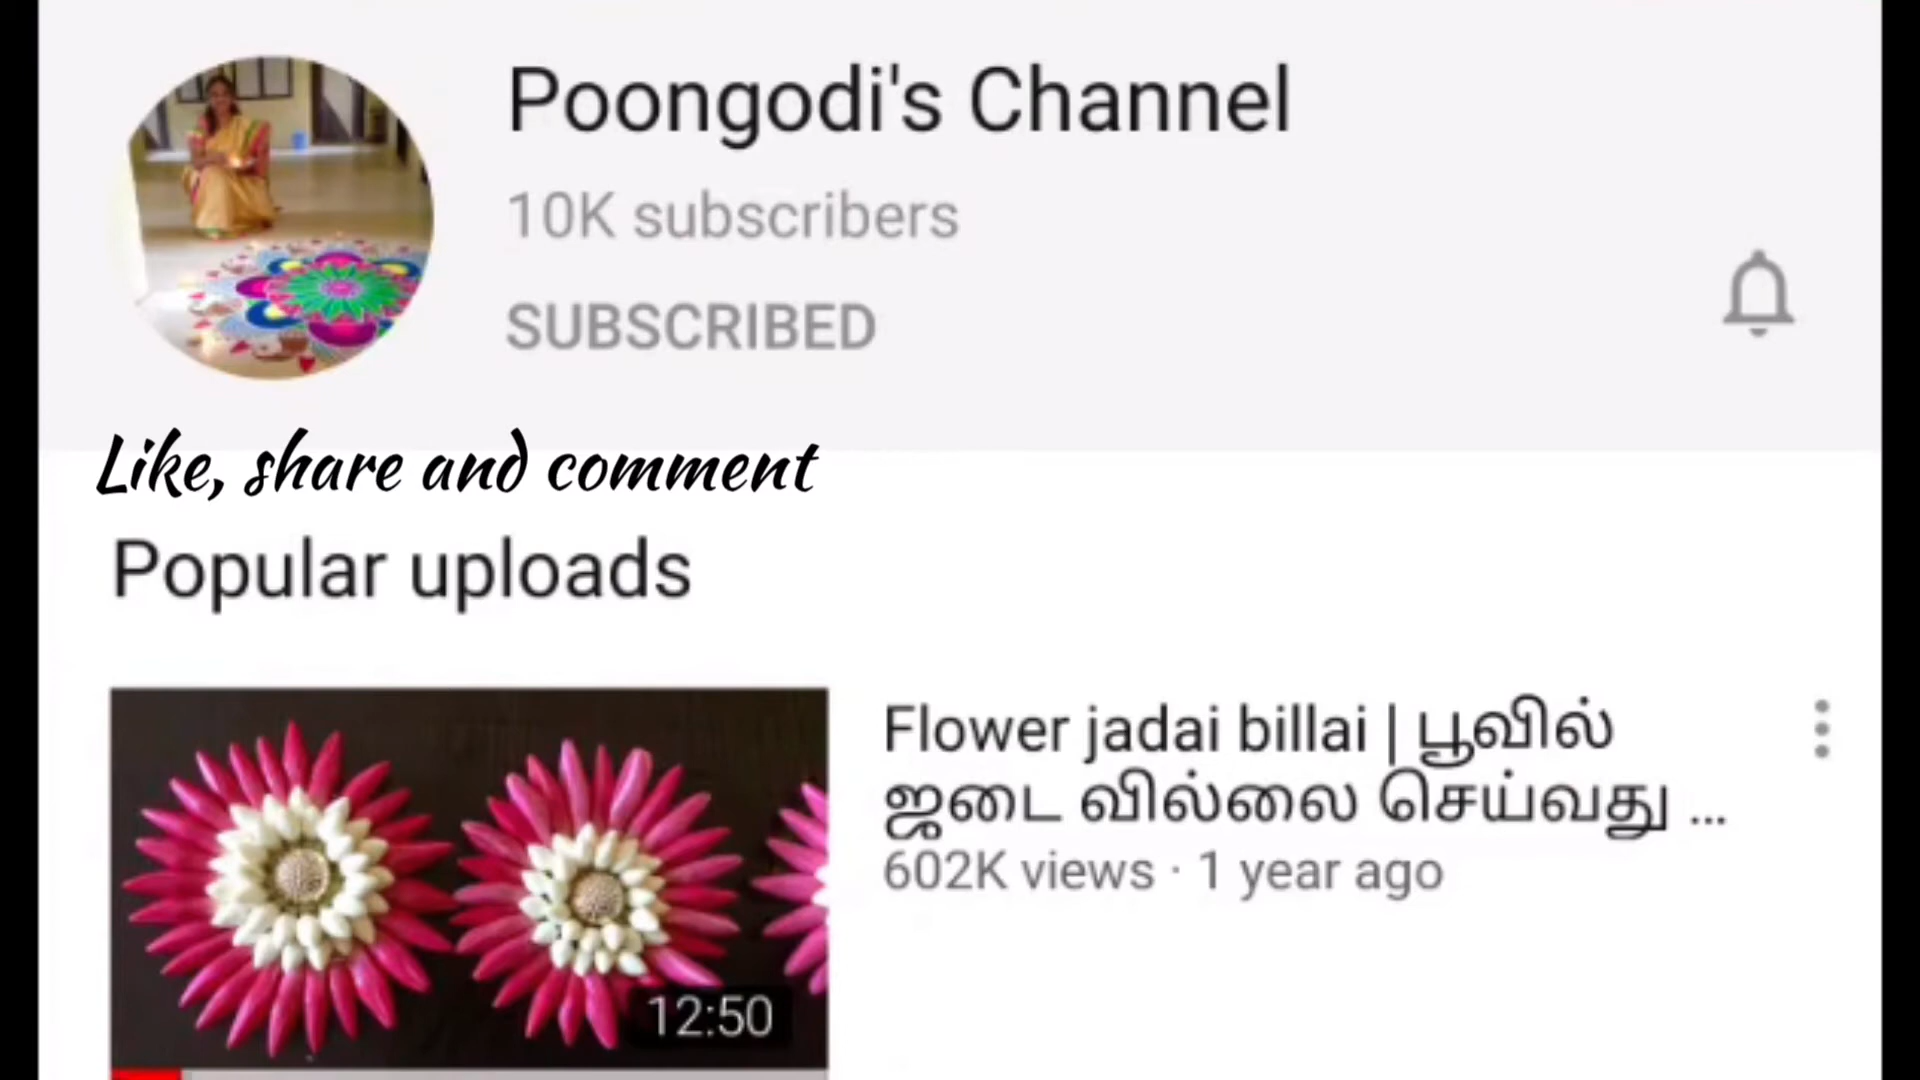 Poongodi's Channel
10K subscribers
SUBSCRIBED
Like, share and comment
Popular uploads
Flower jadai billai | பூவில்
ஜடை வில்லை செய்வது ...
602K views · 1 year ago
12:50